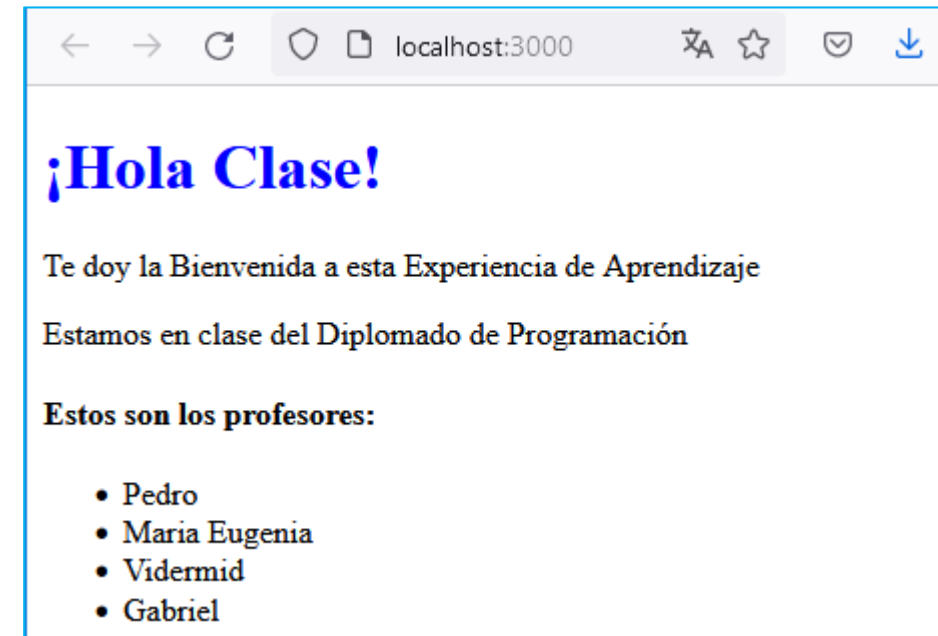 localhost:3000
¡Hola Clase!
Te doy la Bienvenida a esta Experiencia de Aprendizaje
Estamos en clase del Diplomado de Programación
Estos son los profesores:
• Pedro
• Maria Eugenia
• Vidermid
• Gabriel